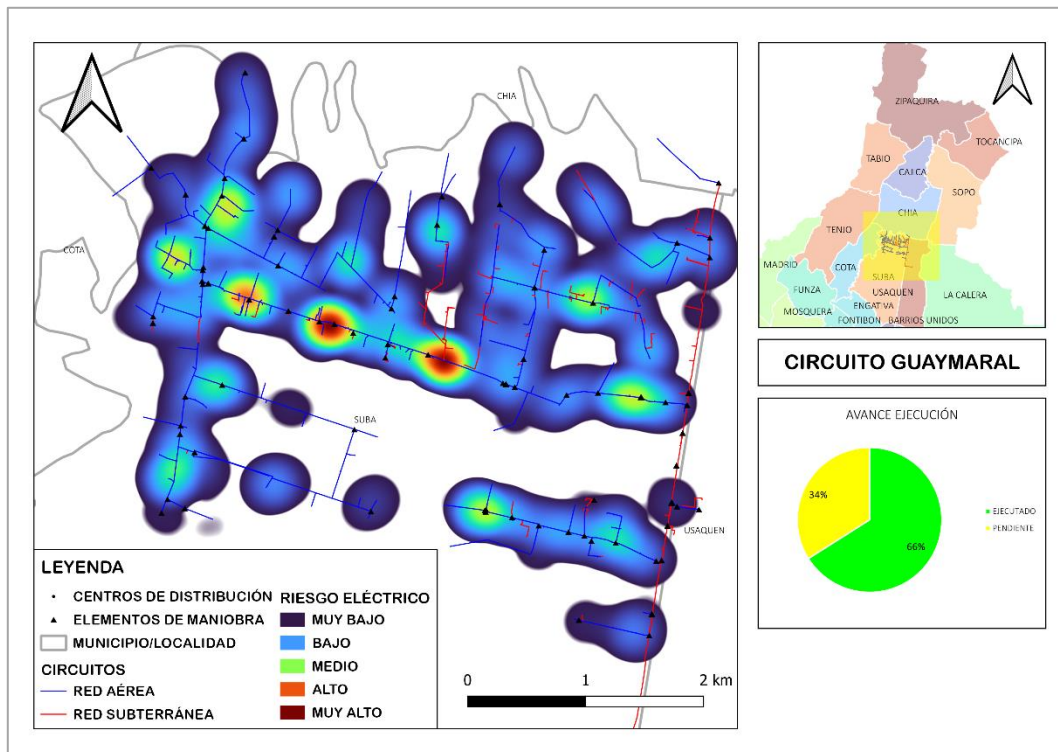 CHIA
COTA
SUBA
USAQUEN
LEYENDA
CENTROS DE DISTRIBUCIÓN
ELEMENTOS DE MANIOBRA
MUNICIPIO/LOCALIDAD
CIRCUITOS
RED AÉREA
RED SUBTERRÁNEA
RIESGO ELÉCTRICO
MUY BAJO
BAJO
MEDIO
ALTO
MUY ALTO
0 1 2 km
ZIPAQUIRA
TOCANCIPA
TABIO
CAJICA
SOPO
CHIA
TENJO
COTA
MADRID
SUBA
FUNZA
USAQUEN
LA CALERA
ENGATIVA
MOSQUERA
FONTIBON
BARRIOS UNIDOS
CIRCUITO GUAYMARAL
AVANCE EJECUCIÓN
34%
66%
EJECUTADO
PENDIENTE